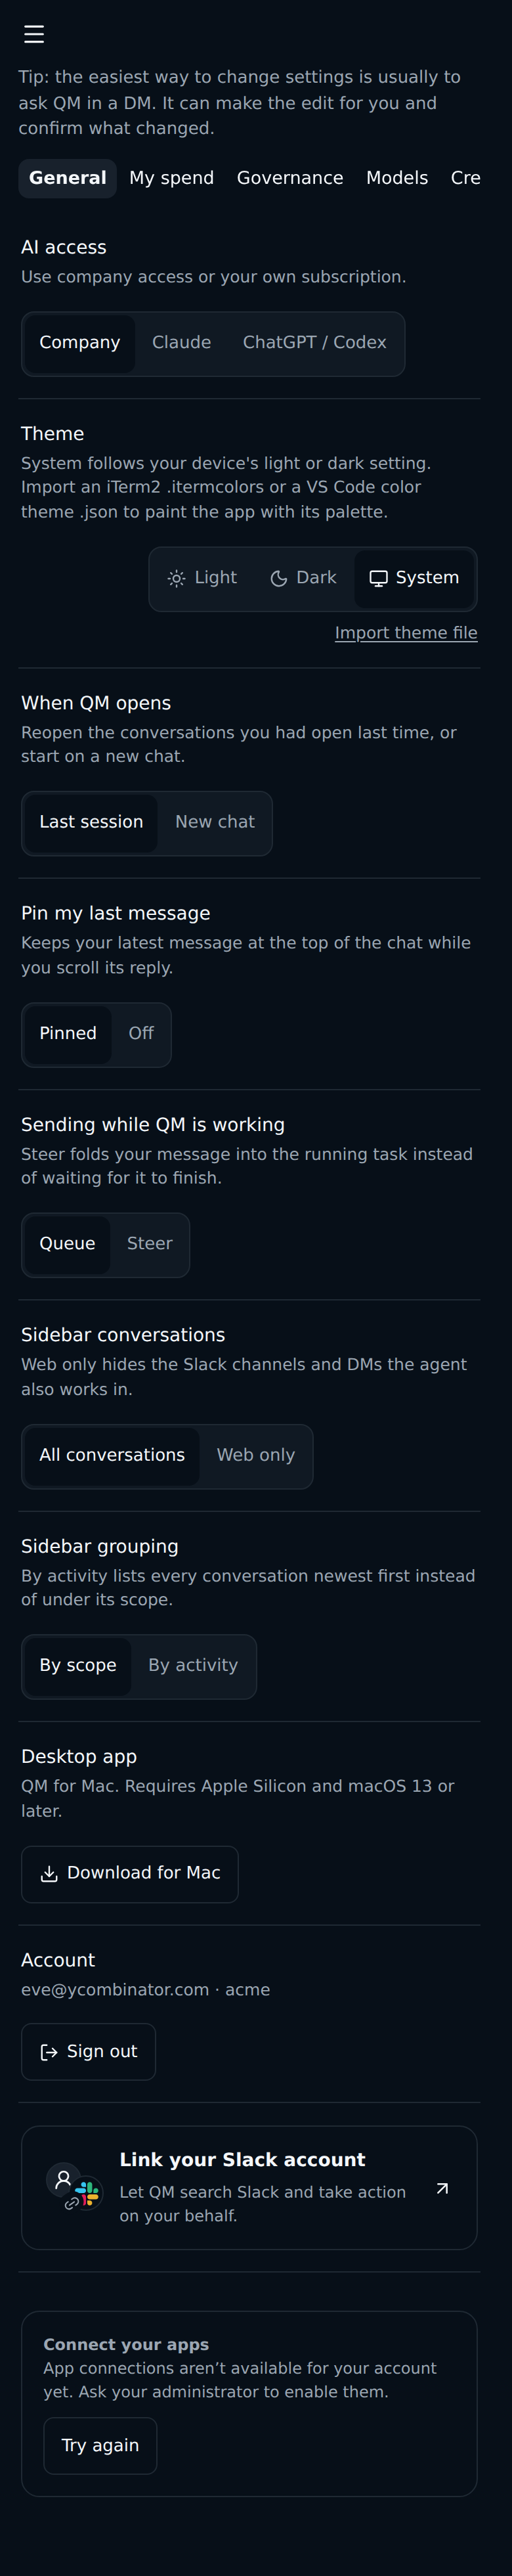 Tip: the easiest way to change settings is usually to
ask QM in a DM. It can make the edit for you and
confirm what changed.
General
My spend
Governance
Models
Cre
AI access
Use company access or your own subscription.
Company
Claude
ChatGPT / Codex
Theme
System follows your device's light or dark setting.
Import an iTerm2 .itermcolors or a VS Code color
theme .json to paint the app with its palette.
Light
Dark
System
Import theme file
When QM opens
Reopen the conversations you had open last time, or
start on a new chat.
Last session
New chat
Pin my last message
Keeps your latest message at the top of the chat while
you scroll its reply.
Pinned
Off
Sending while QM is working
Steer folds your message into the running task instead
of waiting for it to finish.
Queue
Steer
Sidebar conversations
Web only hides the Slack channels and DMs the agent
also works in.
All conversations
Web only
Sidebar grouping
By activity lists every conversation newest first instead
of under its scope.
By scope
By activity
Desktop app
QM for Mac. Requires Apple Silicon and macOS 13 or
later.
Download for Mac
Account
eve@ycombinator.com · acme
Sign out
Link your Slack account
Let QM search Slack and take action
on your behalf.
Connect your apps
App connections aren’t available for your account
yet. Ask your administrator to enable them.
Try again